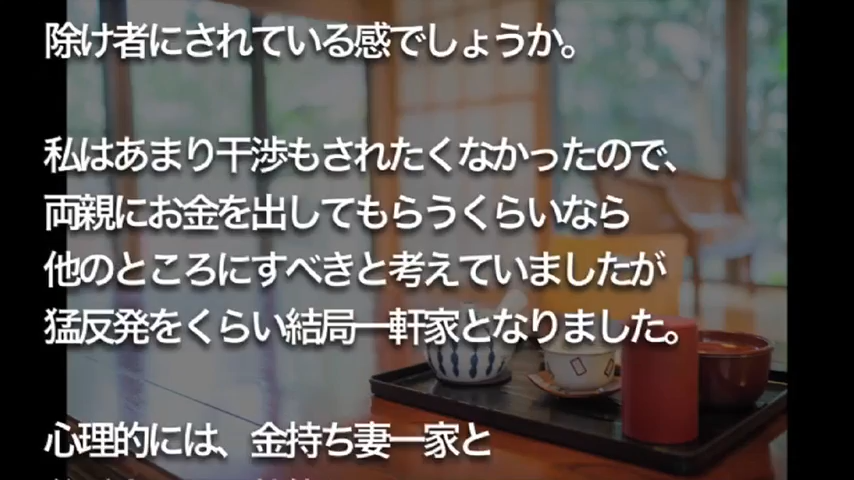 除け者にされている感でしょうか。
私はあまり干渉もされたくなかったので、
両親にお金を出してもらうくらいなら
他のところにすべきと考えていましたが
猛反発をくらい結局一軒家となりました。
心理的には、金持ち妻一家と